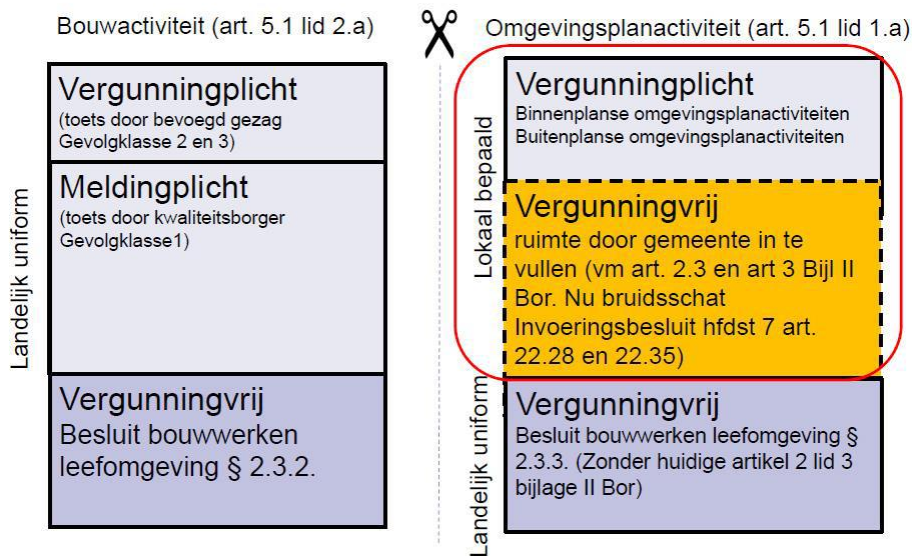 Bouwactiviteit (art. 5.1 lid 2.a)
Landelijk uniform
Vergunningplicht
(toets door bevoegd gezag
Gevolgklasse 2 en 3)
Meldingplicht
(toets door kwaliteitsborger
Gevolgklasse1)
Vergunningvrij
Besluit bouwwerken
leefomgeving § 2.3.2.
Omgevingsplanactiviteit (art. 5.1 lid 1.a)
Lokaal bepaald
Vergunningplicht
Binnenplanse omgevingsplanactiviteiten
Buitenplanse omgevingsplanactiviteiten
Vergunningvrij
ruimte door gemeente in te
vullen (vm art. 2.3 en art 3 Bijl II
Bor. Nu bruidsschat
Invoeringsbesluit hfdst 7 art.
22.28 en 22.35)
Landelijk uniform
Vergunningvrij
Besluit bouwwerken leefomgeving §
2.3.3. (Zonder huidige artikel 2 lid 3
bijlage II Bor)